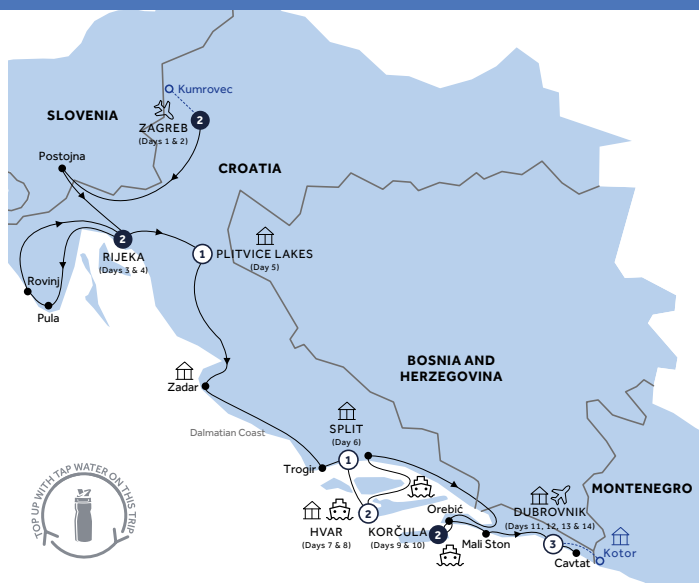 Kumrovec
SLOVENIA
2
ZAGREB
(Days 1 & 2)
Postojna
CROATIA
2
RIJEKA
(Days 3 & 4)
1
PLITVICE LAKES
(Day 5)
Rovinj
Pula
BOSNIA AND
HERZEGOVINA
Zadar
Dalmatian Coast
SPLIT
(Day 6)
1
Trogir
2
HVAR
(Days 7 & 8)
Orebić
KORČULA
(Days 9 & 10)
2
Mali Ston
MONTENEGRO
DUBROVNIK
(Days 11, 12, 13 & 14)
3
Cavtat
Kotor
TOP UP WITH TAP WATER ON THIS TRIP